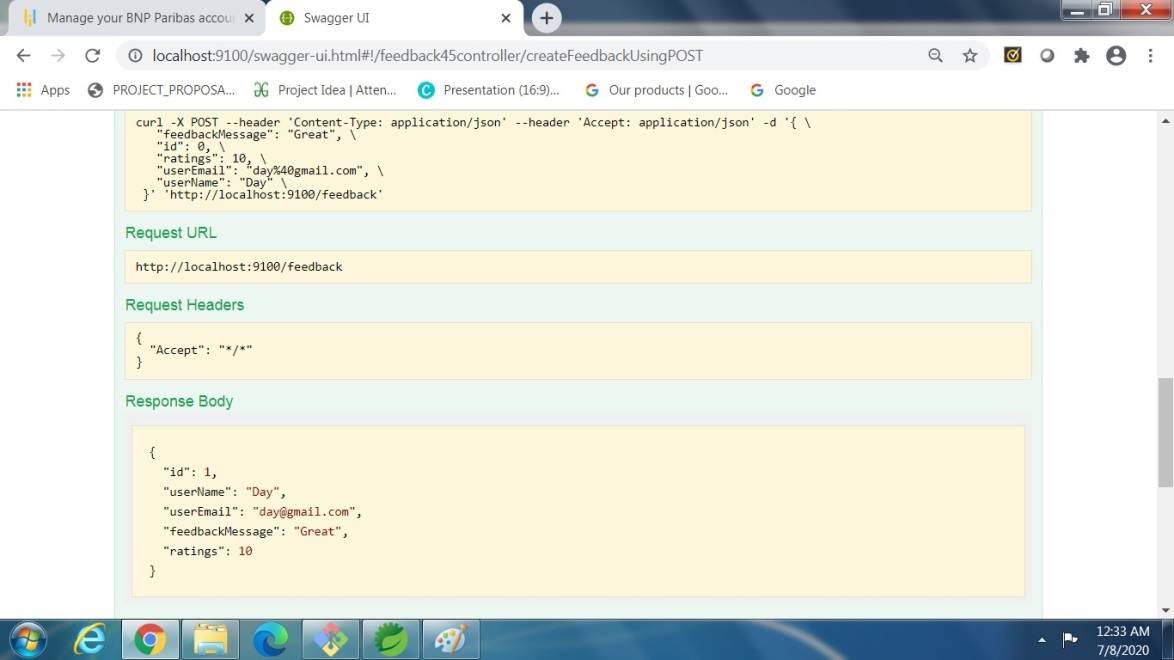 Manage your BNP Paribas accou
Swagger UI
localhost:9100/swagger-ui.html#!/feedback45controller/createFeedbackUsingPOST
Apps
PROJECT_PROPOSA...
Project Idea | Atten...
Presentation (16:9)...
Our products | Goo...
Google
curl -X POST --header 'Content-Type: application/json' --header 'Accept: application/json' -d '{ \
"feedbackMessage": "Great", \
"id": 0, \
"ratings": 10, \
"userEmail": "day%40gmail.com", \
"userName": "Day" \
}' 'http://localhost:9100/feedback'
Request URL
http://localhost:9100/feedback
Request Headers
{
"Accept": "*/*"
}
Response Body
{
"id": 1,
"userName": "Day",
"userEmail": "day@gmail.com",
"feedbackMessage": "Great",
"ratings": 10
}
12:33 AM
7/8/2020